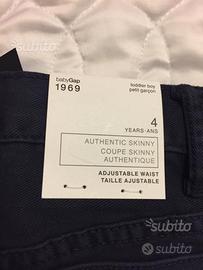 subito
babyGap
1969
toddler boy
petit garçon
4
YEARS-ANS
AUTHENTIC SKINNY
COUPE SKINNY
AUTHENTIQUE
ADJUSTABLE WAIST
TAILLE AJUSTABLE
subito
subito